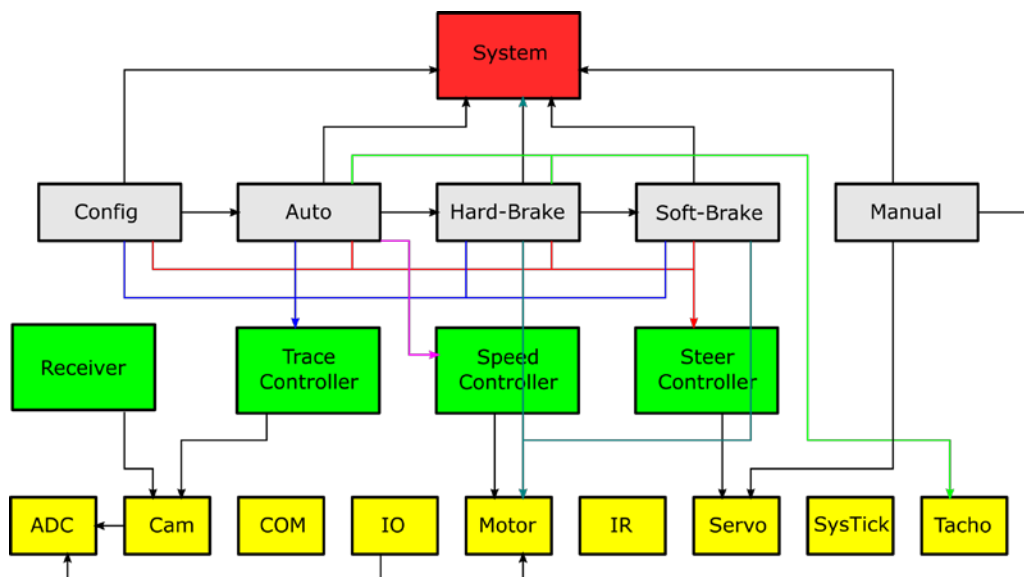 System
Config
Auto
Hard-Brake
Soft-Brake
Manual
Receiver
Trace
Controller
Speed
Controller
Steer
Controller
ADC
Cam
COM
IO
Motor
IR
Servo
SysTick
Tacho